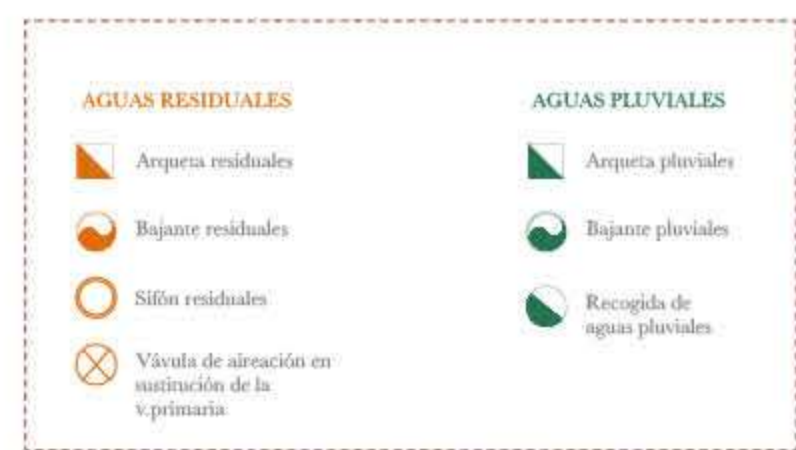 AGUAS RESIDUALES
Arqueta residuales
Bajante residuales
Sifón residuales
Vávula de aireación en
sustitución de la
v.primaria
AGUAS PLUVIALES
Arqueta pluviales
Bajante pluviales
Recogida de
aguas pluviales